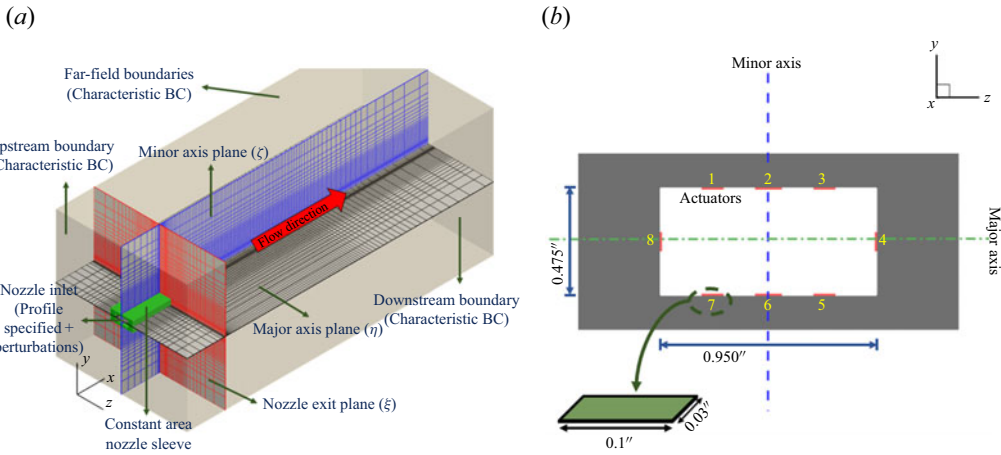 (a)
Far-field boundaries
(Characteristic BC)
pstream boundary
Characteristic BC)
Minor axis plane (ζ)
Flow direction
Nozzle inlet
(Profile
specified +
perturbations)
Major axis plane (η)
Downstream boundary
(Characteristic BC)
y
x
z
Nozzle exit plane (ξ)
Constant area
nozzle sleeve
(b)
Minor axis
y
x
z
1
2
3
Actuators
8
4
Major axis
0.475″
7
6
5
0.950″
0.03″
0.1″